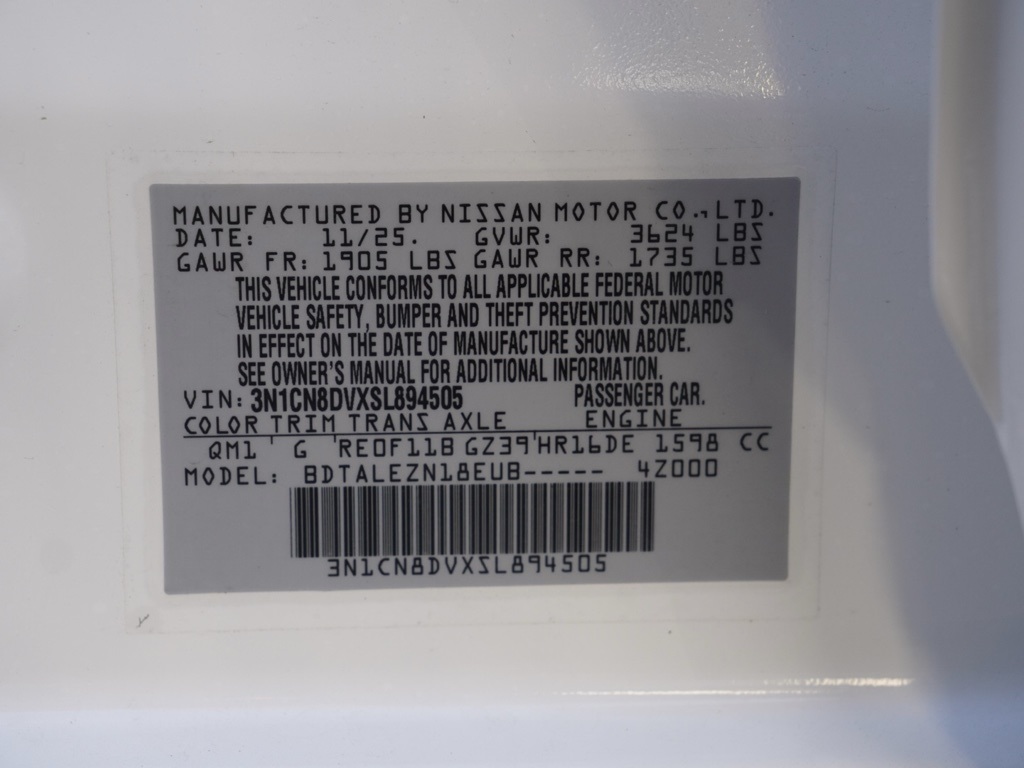 MANUFACTURED BY NISSAN MOTOR CO.,LTD.
DATE: 11/25. GVWR: 3624 LBS
GAWR FR: 1905 LBS GAWR RR: 1735 LBS
THIS VEHICLE CONFORMS TO ALL APPLICABLE FEDERAL MOTOR
VEHICLE SAFETY, BUMPER AND THEFT PREVENTION STANDARDS
IN EFFECT ON THE DATE OF MANUFACTURE SHOWN ABOVE.
SEE OWNER'S MANUAL FOR ADDITIONAL INFORMATION.
VIN: 3N1CN8DVXSL894505 PASSENGER CAR.
COLOR TRIM TRANS AXLE ENGINE
QM1 ' G 'RE0F11B GZ39'HR16DE 1598 CC
MODEL: BDTALEZN18EUB----- 4Z000
3N1CN8DVXSL894505